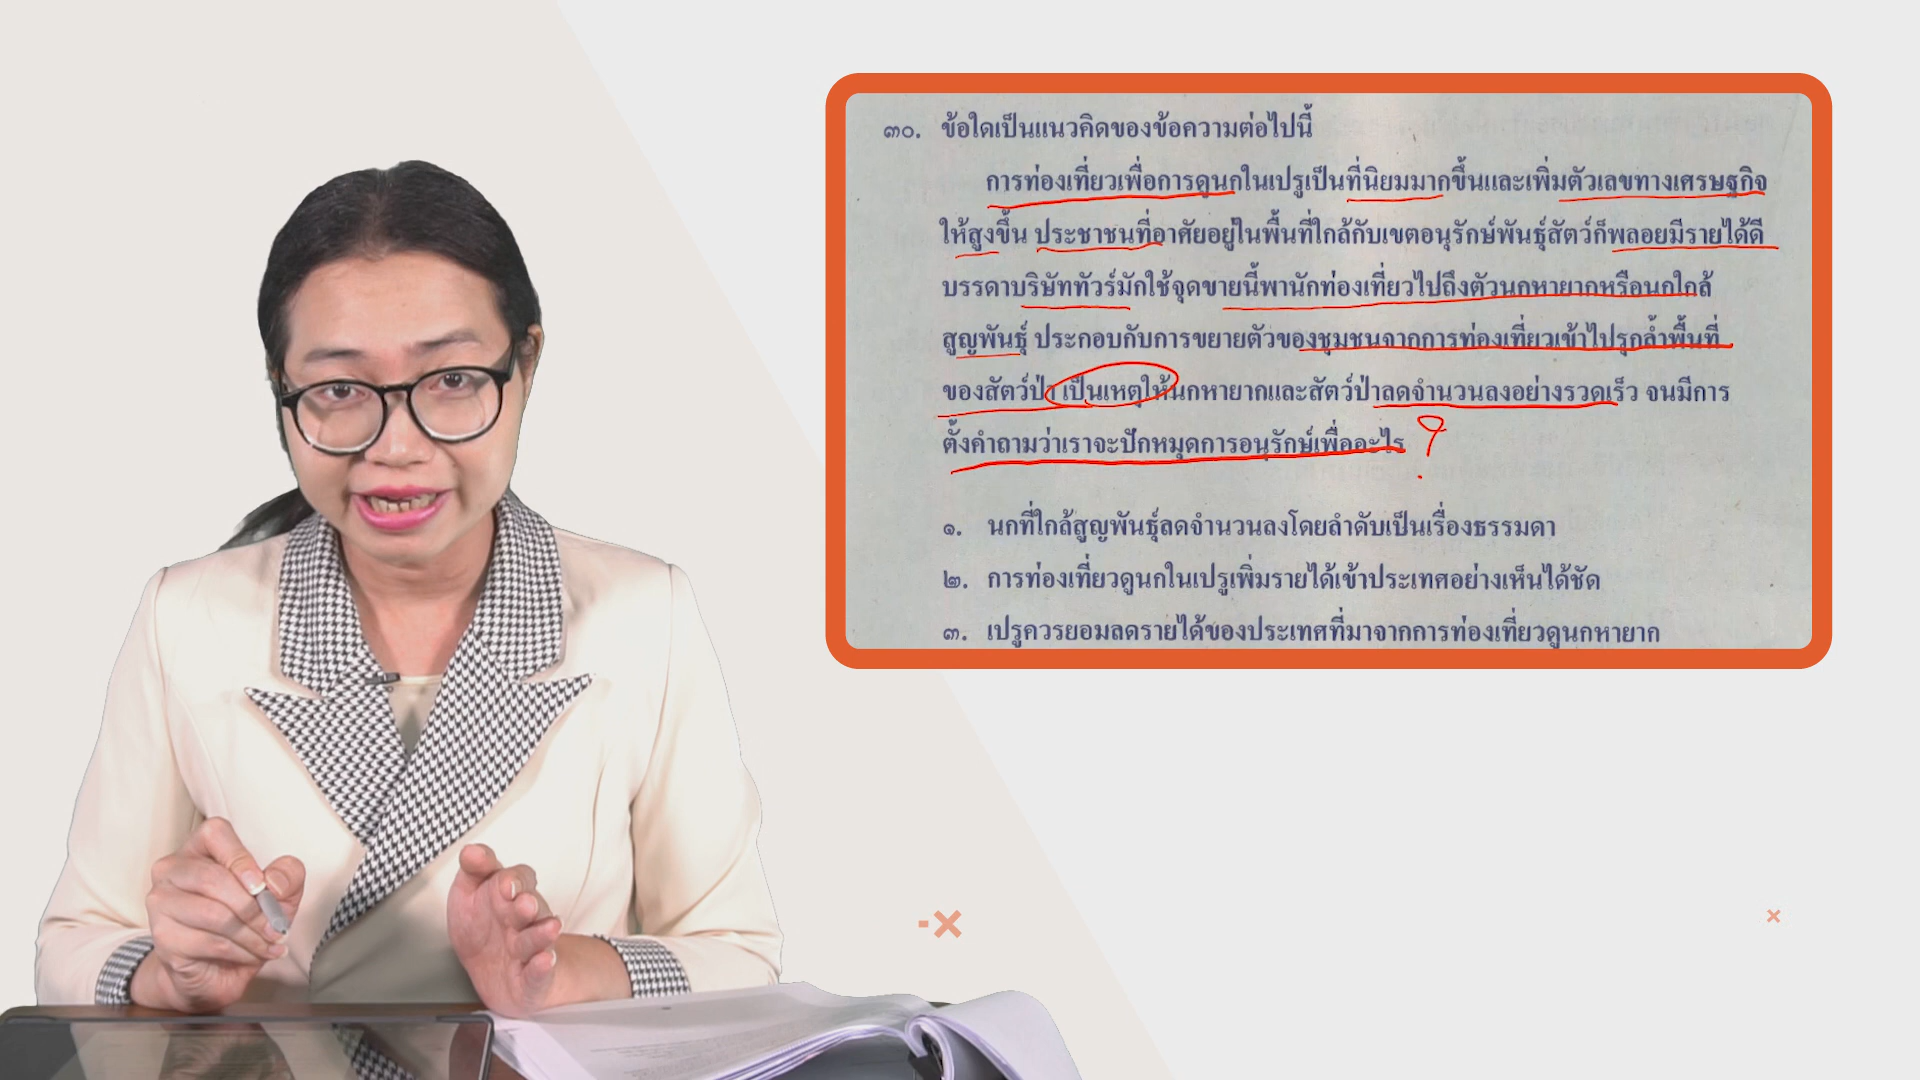 ๓๐. ข้อใดเป็นแนวคิดของข้อความต่อไปนี้
การท่องเที่ยวเพื่อการดูนกในเปรูเป็นที่นิยมมากขึ้นและเพิ่มตัวเลขทางเศรษฐกิจ
ให้สูงขึ้น ประชาชนที่อาศัยอยู่ในพื้นที่ใกล้กับเขตอนุรักษ์พันธุ์สัตว์ก็พลอยมีรายได้ดี
บรรดาบริษัททัวร์มักใช้จุดขายนี้พานักท่องเที่ยวไปถึงตัวนกหายากหรือนกใกล้
สูญพันธุ์ ประกอบกับการขยายตัวของชุมชนจากการท่องเที่ยวเข้าไปรุกล้ำพื้นที่
ของสัตว์ป่า เป็นเหตุให้นกหายากและสัตว์ป่าลดจำนวนลงอย่างรวดเร็ว จนมีการ
ตั้งคำถามว่าเราจะปักหมุดการอนุรักษ์เพื่ออะไร ?
๑. นกที่ใกล้สูญพันธุ์ลดจำนวนลงโดยลำดับเป็นเรื่องธรรมดา
๒. การท่องเที่ยวดูนกในเปรูเพิ่มรายได้เข้าประเทศอย่างเห็นได้ชัด
๓. เปรูควรยอมลดรายได้ของประเทศที่มาจากการท่องเที่ยวดูนกหายาก